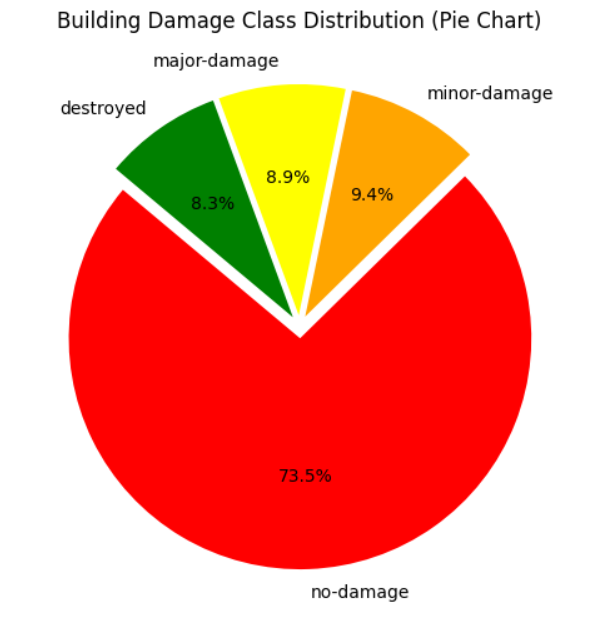 Building Damage Class Distribution (Pie Chart)
major-damage
minor-damage
destroyed
8.9%
9.4%
8.3%
73.5%
no-damage